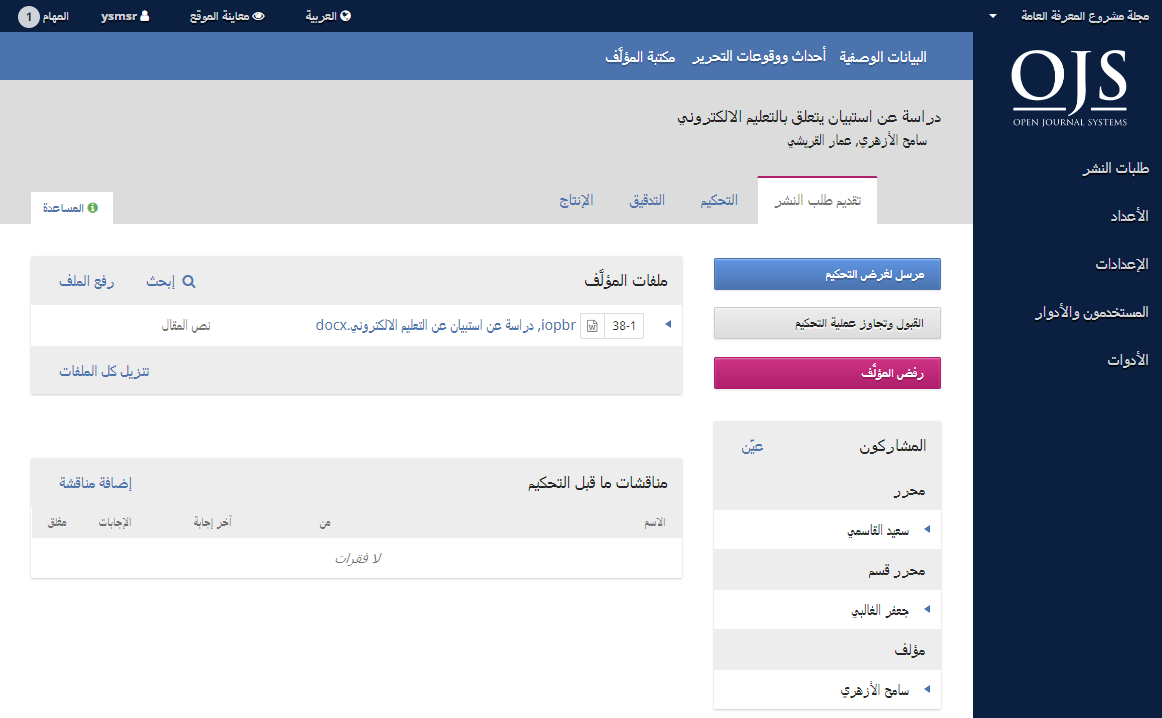 مجلة مشروع المعرفة العامة
العربية
معاينة الموقع
ysmsr
المهام 1
OJS
OPEN JOURNAL SYSTEMS
طلبات النشر
الأعداد
الإعدادات
المستخدمون والأدوار
الأدوات
البيانات الوصفية
أحداث ووقوعات التحرير
مكتبة المؤلَّف
دراسة عن استبيان يتعلق بالتعليم الالكتروني
سامح الأزهري, عمار القريشي
تقديم طلب النشر
التحكيم
التدقيق
الإنتاج
المساعدة
مرسل لغرض التحكيم
القبول وتجاوز عملية التحكيم
رفض المؤلَّف
المشاركون
عيّن
محرر
سعيد القاسمي
محرر قسم
جعفر الغالبي
مؤلف
سامح الأزهري
ملفات المؤلَّف
إبحث
رفع الملف
38-1
iopbr, دراسة عن استبيان عن التعليم الالكتروني.docx
نص المقال
تنزيل كل الملفات
مناقشات ما قبل التحكيم
إضافة مناقشة
الاسم
من
آخر إجابة
الإجابات
مغلق
لا فقرات